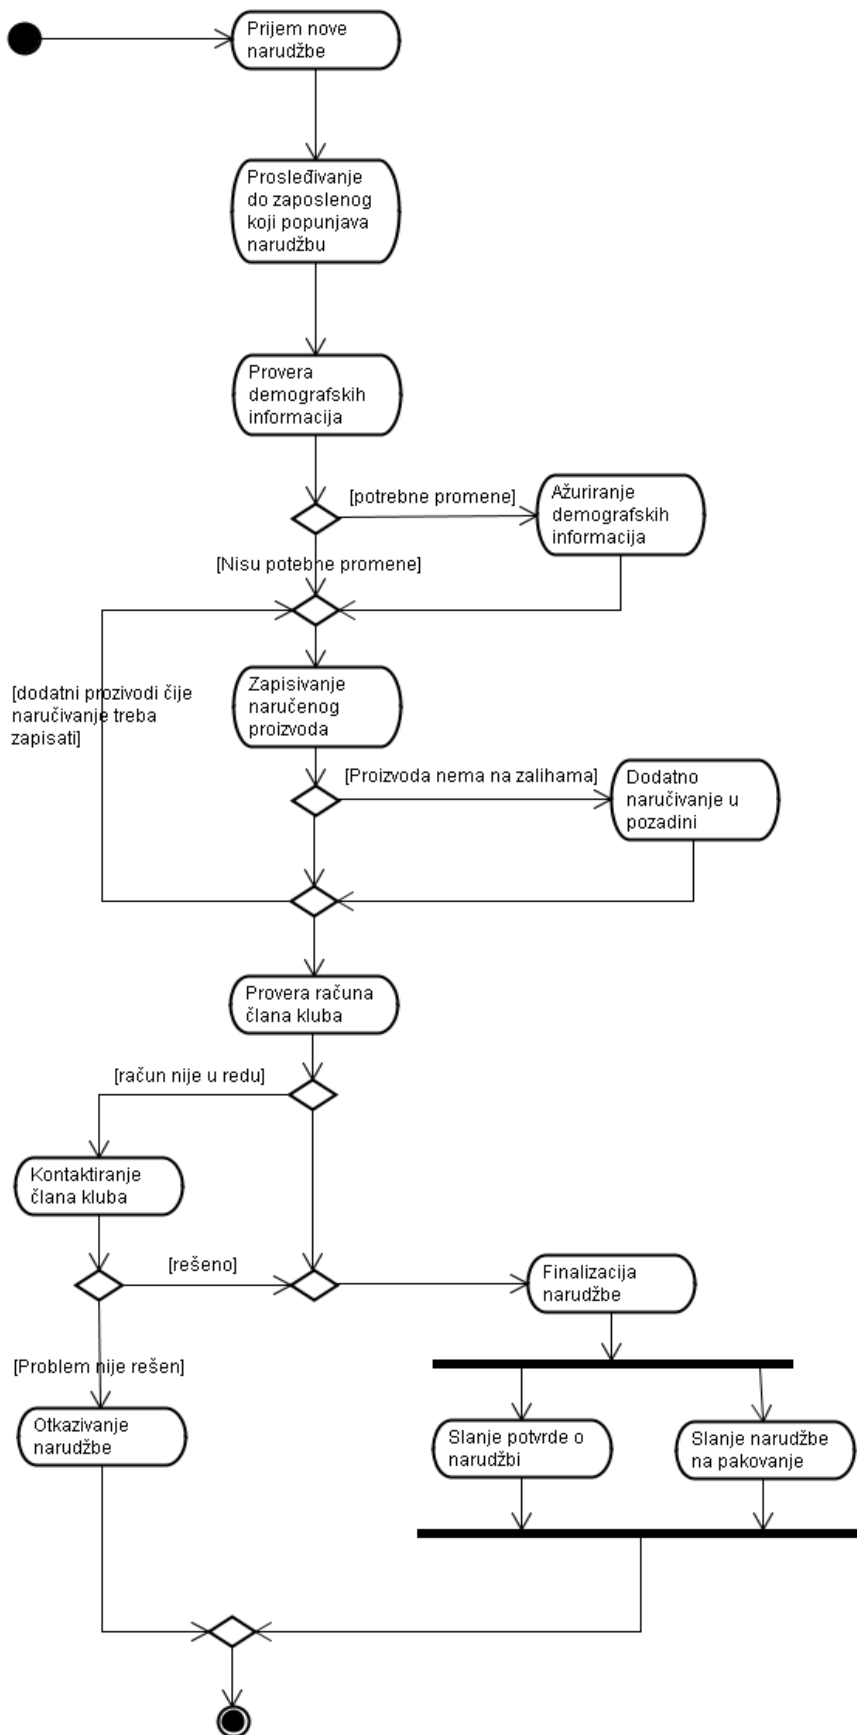 Prijem nove
narudžbe
Prosleđivanje
do zaposlenog
koji popunjava
narudžbu
Provera
demografskih
informacija
[potrebne promene]
Ažuriranje
demografskih
informacija
[Nisu potebne promene]
[dodatni prozivodi čije
naručivanje treba
zapisati]
Zapisivanje
naručenog
proizvoda
[Proizvoda nema na zalihama]
Dodatno
naručivanje u
pozadini
Provera računa
člana kluba
[račun nije u redu]
Kontaktiranje
člana kluba
[rešeno]
Finalizacija
narudžbe
[Problem nije rešen]
Otkazivanje
narudžbe
Slanje potvrde o
narudžbi
Slanje narudžbe
na pakovanje